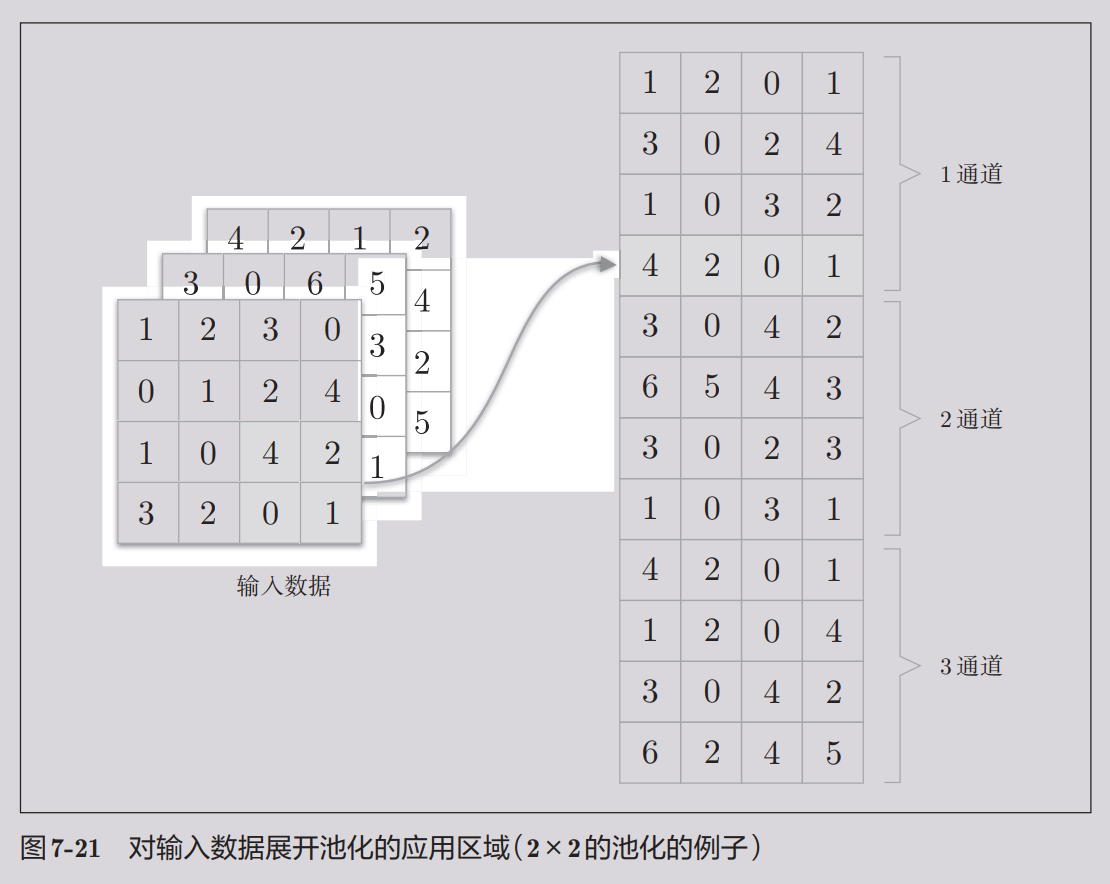 4 2 1 2
4
2
5
3 0 6 5
3
0
1
1 2 3 0
0 1 2 4
1 0 4 2
3 2 0 1
输入数据
1 2 0 1
3 0 2 4
1 0 3 2
4 2 0 1
1通道
3 0 4 2
6 5 4 3
3 0 2 3
1 0 3 1
2通道
4 2 0 1
1 2 0 4
3 0 4 2
6 2 4 5
3通道
图7-21 对输入数据展开池化的应用区域(2×2的池化的例子)